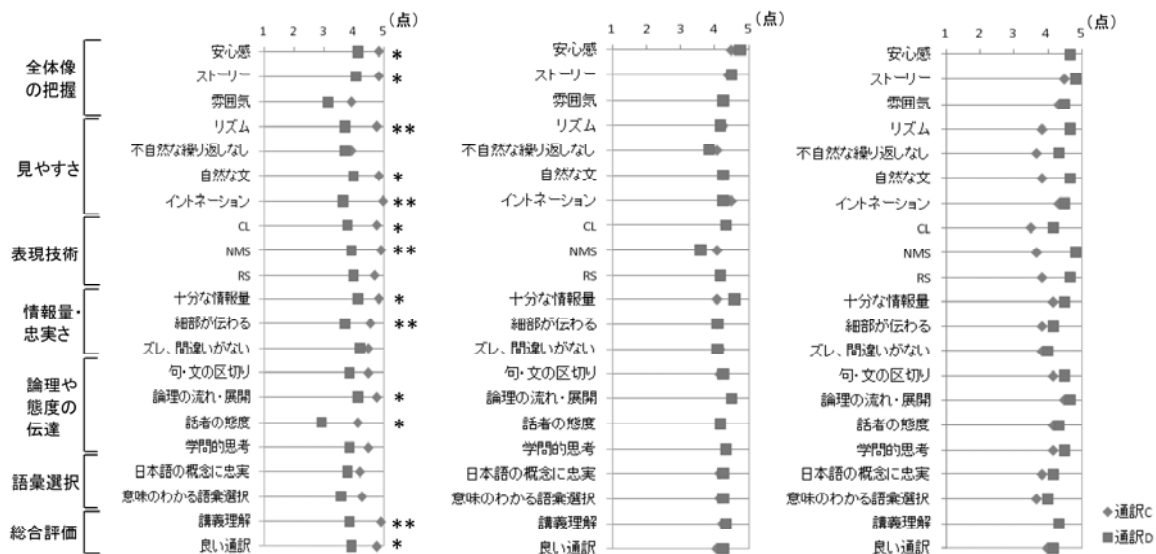 (点) (点) (点)
1 2 3 4 5 1 2 3 4 5 1 2 3 4 5
全体像
の把握
安心感 * 安心感 安心感
ストーリー * ストーリー ストーリー
雰囲気 雰囲気 雰囲気
見やすさ
リズム ** リズム リズム
不自然な繰り返しなし 不自然な繰り返しなし 不自然な繰り返しなし
自然な文 * 自然な文 自然な文
イントネーション ** イントネーション イントネーション
表現技術
CL * CL CL
NMS ** NMS NMS
RS RS RS
情報量・
忠実さ
十分な情報量 * 十分な情報量 十分な情報量
細部が伝わる ** 細部が伝わる 細部が伝わる
ズレ、間違いがない ズレ、間違いがない ズレ、間違いがない
論理や
態度の
伝達
句・文の区切り 句・文の区切り 句・文の区切り
論理の流れ・展開 * 論理の流れ・展開 論理の流れ・展開
話者の態度 * 話者の態度 話者の態度
学問的思考 学問的思考 学問的思考
語彙選択
日本語の概念に忠実 日本語の概念に忠実 日本語の概念に忠実
意味のわかる語彙選択 意味のわかる語彙選択 意味のわかる語彙選択
総合評価
講義理解 ** 講義理解 講義理解
良い通訳 * 良い通訳 良い通訳
通訳C
通訳D